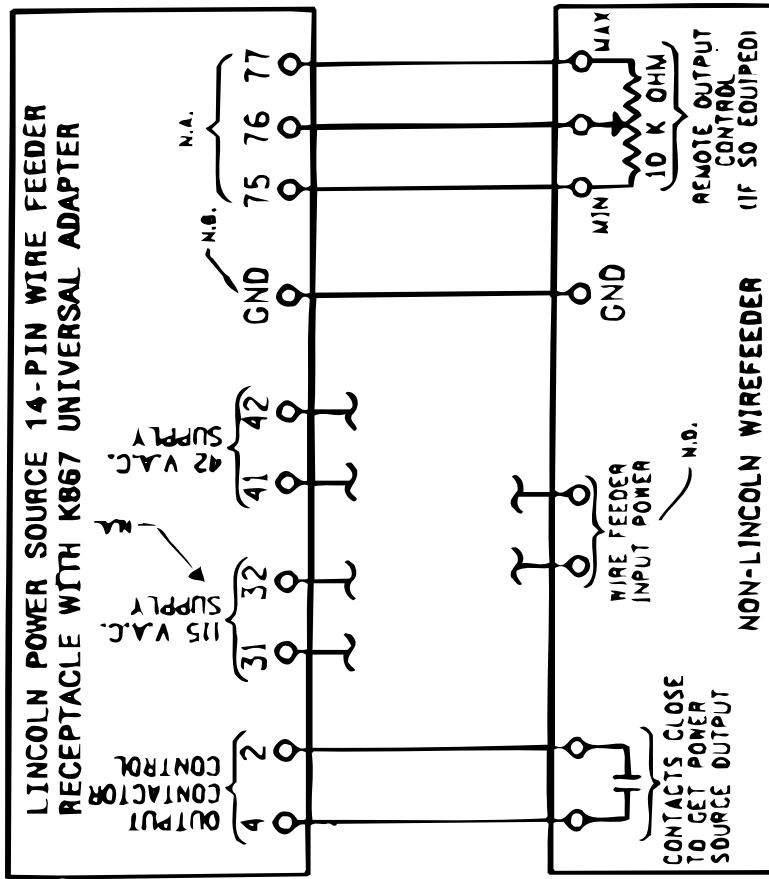 LINCOLN POWER SOURCE 14-PIN WIRE FEEDER
RECEPTACLE WITH K867 UNIVERSAL ADAPTER
N.A.
77
76
75
N.B.
GND
42 V.A.C.
SUPPLY
42
41
N.A.
115 V.A.C.
SUPPLY
32
31
OUTPUT
CONTACTOR
CONTROL
2
4
MAX
10 K OHM
MIN
REMOTE OUTPUT
CONTROL
(IF SO EQUIPED)
GND
WIRE FEEDER
INPUT POWER
N.D.
CONTACTS CLOSE
TO GET POWER
SOURCE OUTPUT
NON-LINCOLN WIREFEEDER